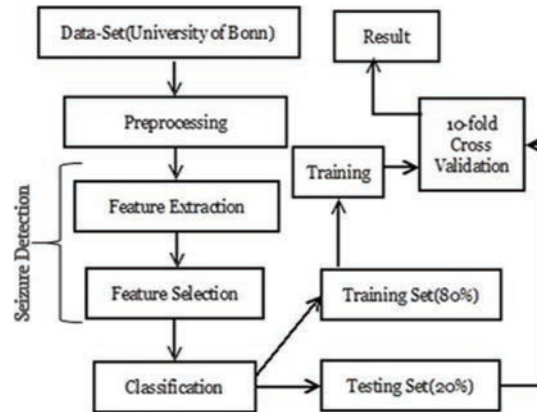 Data-Set(University of Bonn)
Result
Preprocessing
10-fold
Cross
Validation
Training
Seizure Detection
Feature Extraction
Feature Selection
Training Set(80%)
Classification
Testing Set(20%)